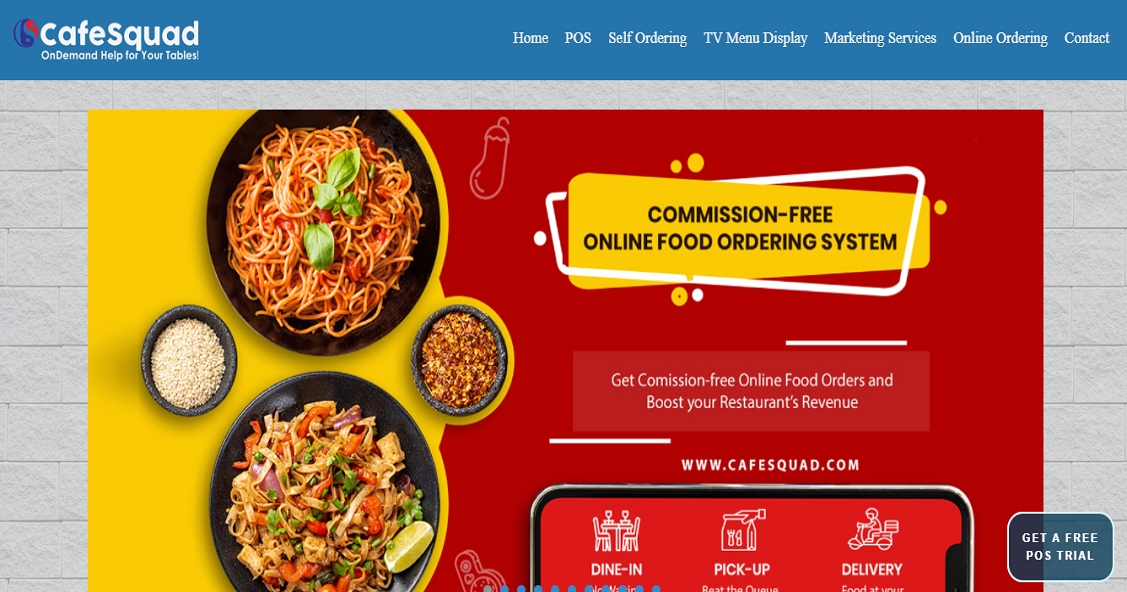 CafeSquad
OnDemand Help for Your Tables!
Home POS Self Ordering TV Menu Display Marketing Services Online Ordering Contact
COMMISSION-FREE
ONLINE FOOD ORDERING SYSTEM
Get Comission-free Online Food Orders and
Boost your Restaurant's Revenue
WWW.CAFESQUAD.COM
DINE-IN PICK-UP DELIVERY
No Waiting Beat the Queue Food at your
GET A FREE
POS TRIAL